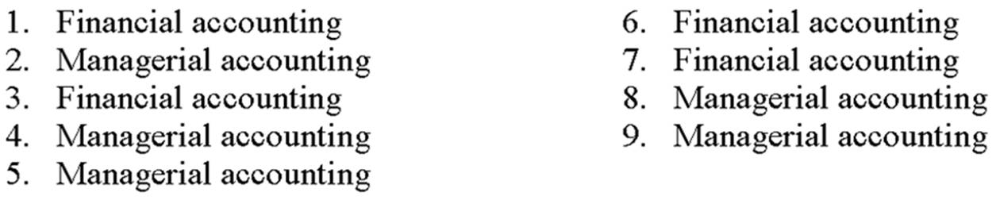 1. Financial accounting
2. Managerial accounting
3. Financial accounting
4. Managerial accounting
5. Managerial accounting
6. Financial accounting
7. Financial accounting
8. Managerial accounting
9. Managerial accounting